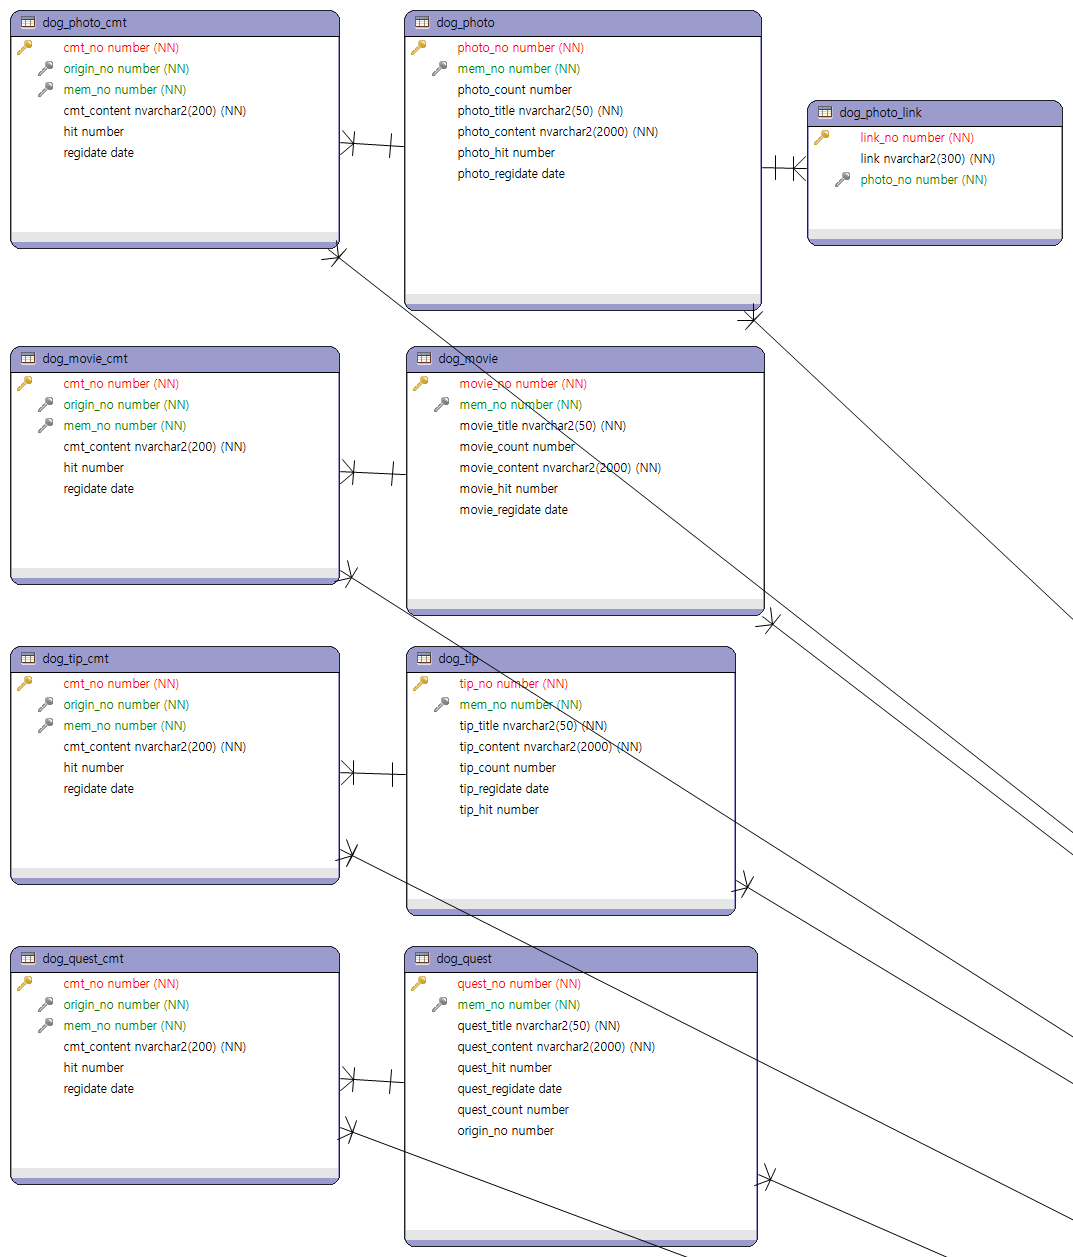 dog_photo_cmt
cmt_no number (NN)
origin_no number (NN)
mem_no number (NN)
cmt_content nvarchar2(200) (NN)
hit number
regidate date
dog_photo
photo_no number (NN)
mem_no number (NN)
photo_count number
photo_title nvarchar2(50) (NN)
photo_content nvarchar2(2000) (NN)
photo_hit number
photo_regidate date
dog_photo_link
link_no number (NN)
link nvarchar2(300) (NN)
photo_no number (NN)
dog_movie_cmt
cmt_no number (NN)
origin_no number (NN)
mem_no number (NN)
cmt_content nvarchar2(200) (NN)
hit number
regidate date
dog_movie
movie_no number (NN)
mem_no number (NN)
movie_title nvarchar2(50) (NN)
movie_count number
movie_content nvarchar2(2000) (NN)
movie_hit number
movie_regidate date
dog_tip_cmt
cmt_no number (NN)
origin_no number (NN)
mem_no number (NN)
cmt_content nvarchar2(200) (NN)
hit number
regidate date
dog_tip
tip_no number (NN)
mem_no number (NN)
tip_title nvarchar2(50) (NN)
tip_content nvarchar2(2000) (NN)
tip_count number
tip_regidate date
tip_hit number
dog_quest_cmt
cmt_no number (NN)
origin_no number (NN)
mem_no number (NN)
cmt_content nvarchar2(200) (NN)
hit number
regidate date
dog_quest
quest_no number (NN)
mem_no number (NN)
quest_title nvarchar2(50) (NN)
quest_content nvarchar2(2000) (NN)
quest_hit number
quest_regidate date
quest_count number
origin_no number